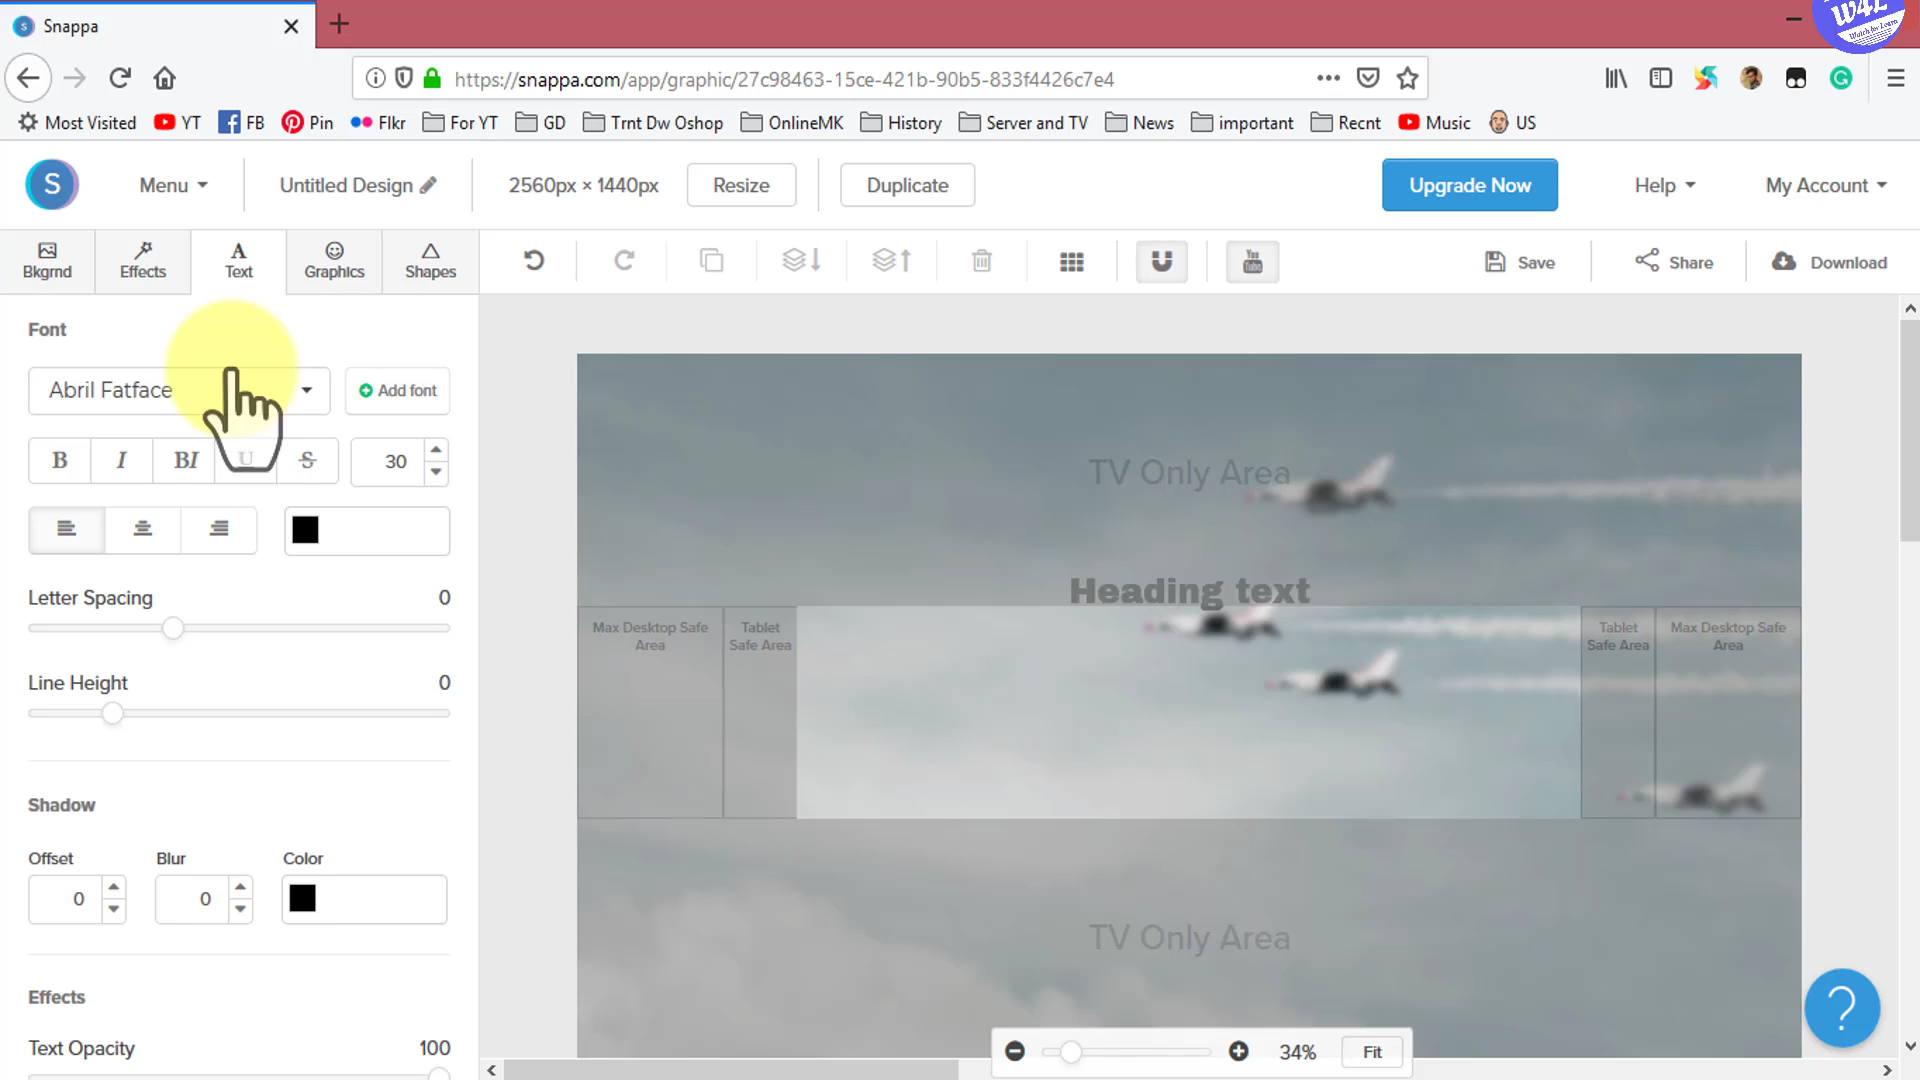 Snappa
W4L
Watch for Learn
https://snappa.com/app/graphic/27c98463-15ce-421b-90b5-833f4426c7e4
Most Visited YT FB Pin Flkr For YT GD Trnt Dw Oshop OnlineMK History Server and TV News important Recnt Music US
S Menu Untitled Design 2560px × 1440px Resize Duplicate Upgrade Now Help My Account
Bkgrnd Effects Text Graphics Shapes Save Share Download
Font
Abril Fatface Add font
B I BI U S 30
Letter Spacing 0
Line Height 0
Shadow
Offset Blur Color
0 0
Effects
Text Opacity 100
TV Only Area
Heading text
Max Desktop Safe Area
Tablet Safe Area
Tablet Safe Area
Max Desktop Safe Area
TV Only Area
34% Fit